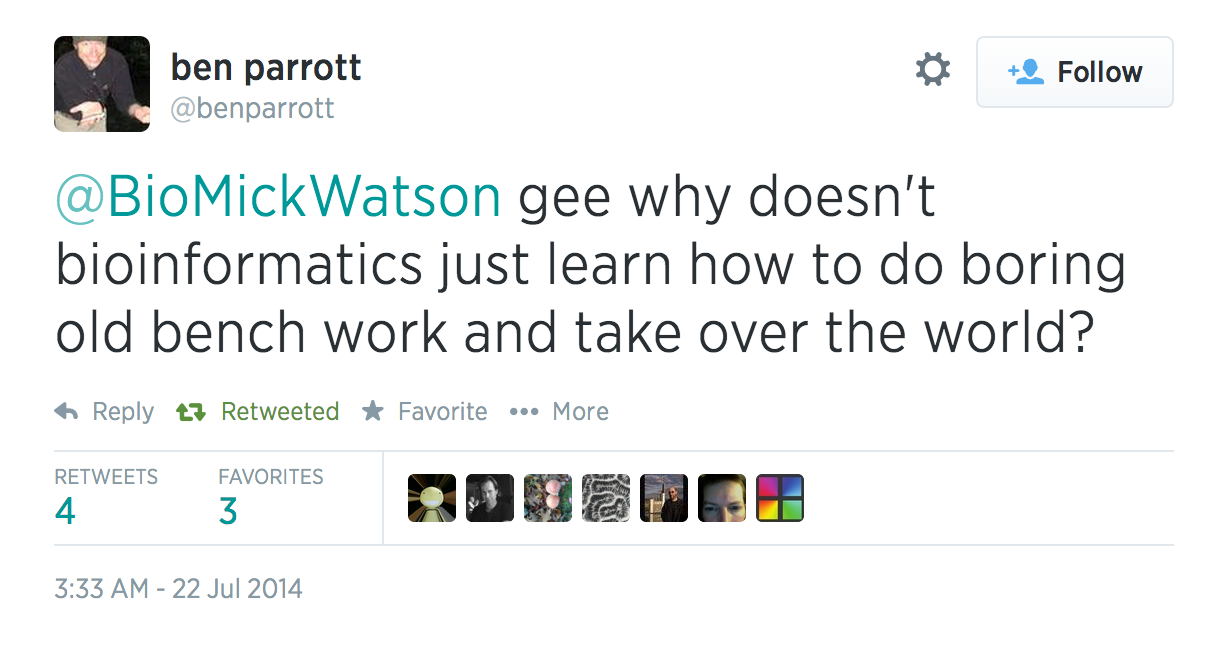 ben parrott
@benparrott
Follow
@BioMickWatson gee why doesn't
bioinformatics just learn how to do boring
old bench work and take over the world?
Reply Retweeted Favorite More
RETWEETS FAVORITES
4 3
3:33 AM - 22 Jul 2014